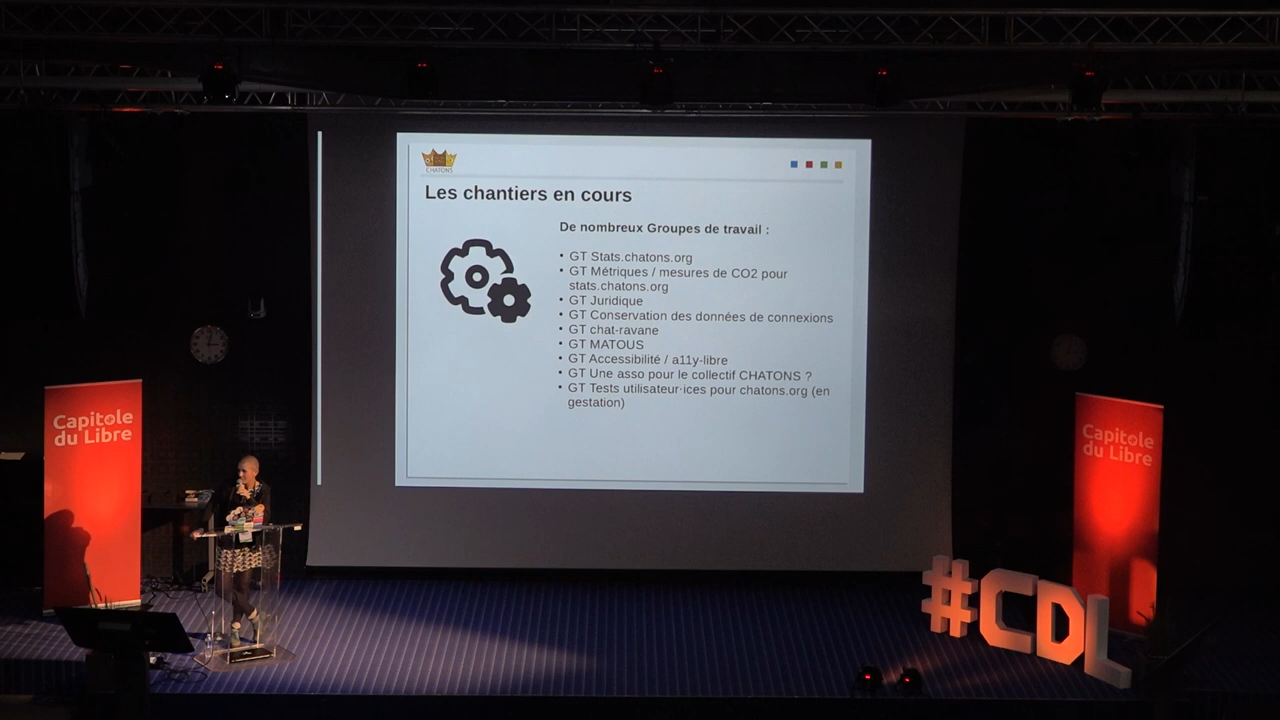 CHATONS
Les chantiers en cours
De nombreux Groupes de travail :
• GT Stats.chatons.org
• GT Métriques / mesures de CO2 pour
stats.chatons.org
• GT Juridique
• GT Conservation des données de connexions
• GT chat-ravane
• GT MATOUS
• GT Accessibilité / a11y-libre
• GT Une asso pour le collectif CHATONS ?
• GT Tests utilisateur·ices pour chatons.org (en
gestation)
Capitole
du Libre
Capitole
du Libre
#CDL